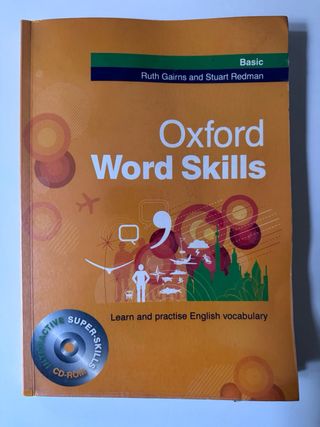 Basic
Ruth Gairns and Stuart Redman
Oxford
Word Skills
Learn and practise English vocabulary
INTERACTIVE SUPER-SKILLS
CD-ROM